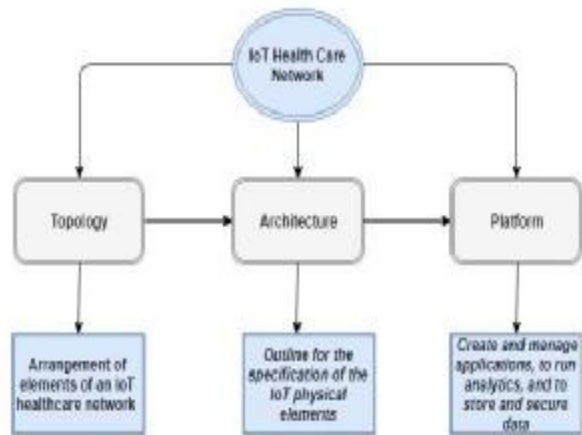 IoT Health Care
Network
Topology
Architecture
Platform
Arrangement of
elements of an IoT
healthcare network
Outline for the
specification of the
IoT physical
elements
Create and manage
applications, to run
analytics, and to
store and secure
data